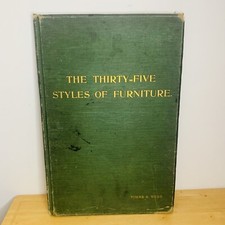 THE THIRTY-FIVE
STYLES OF FURNITURE.